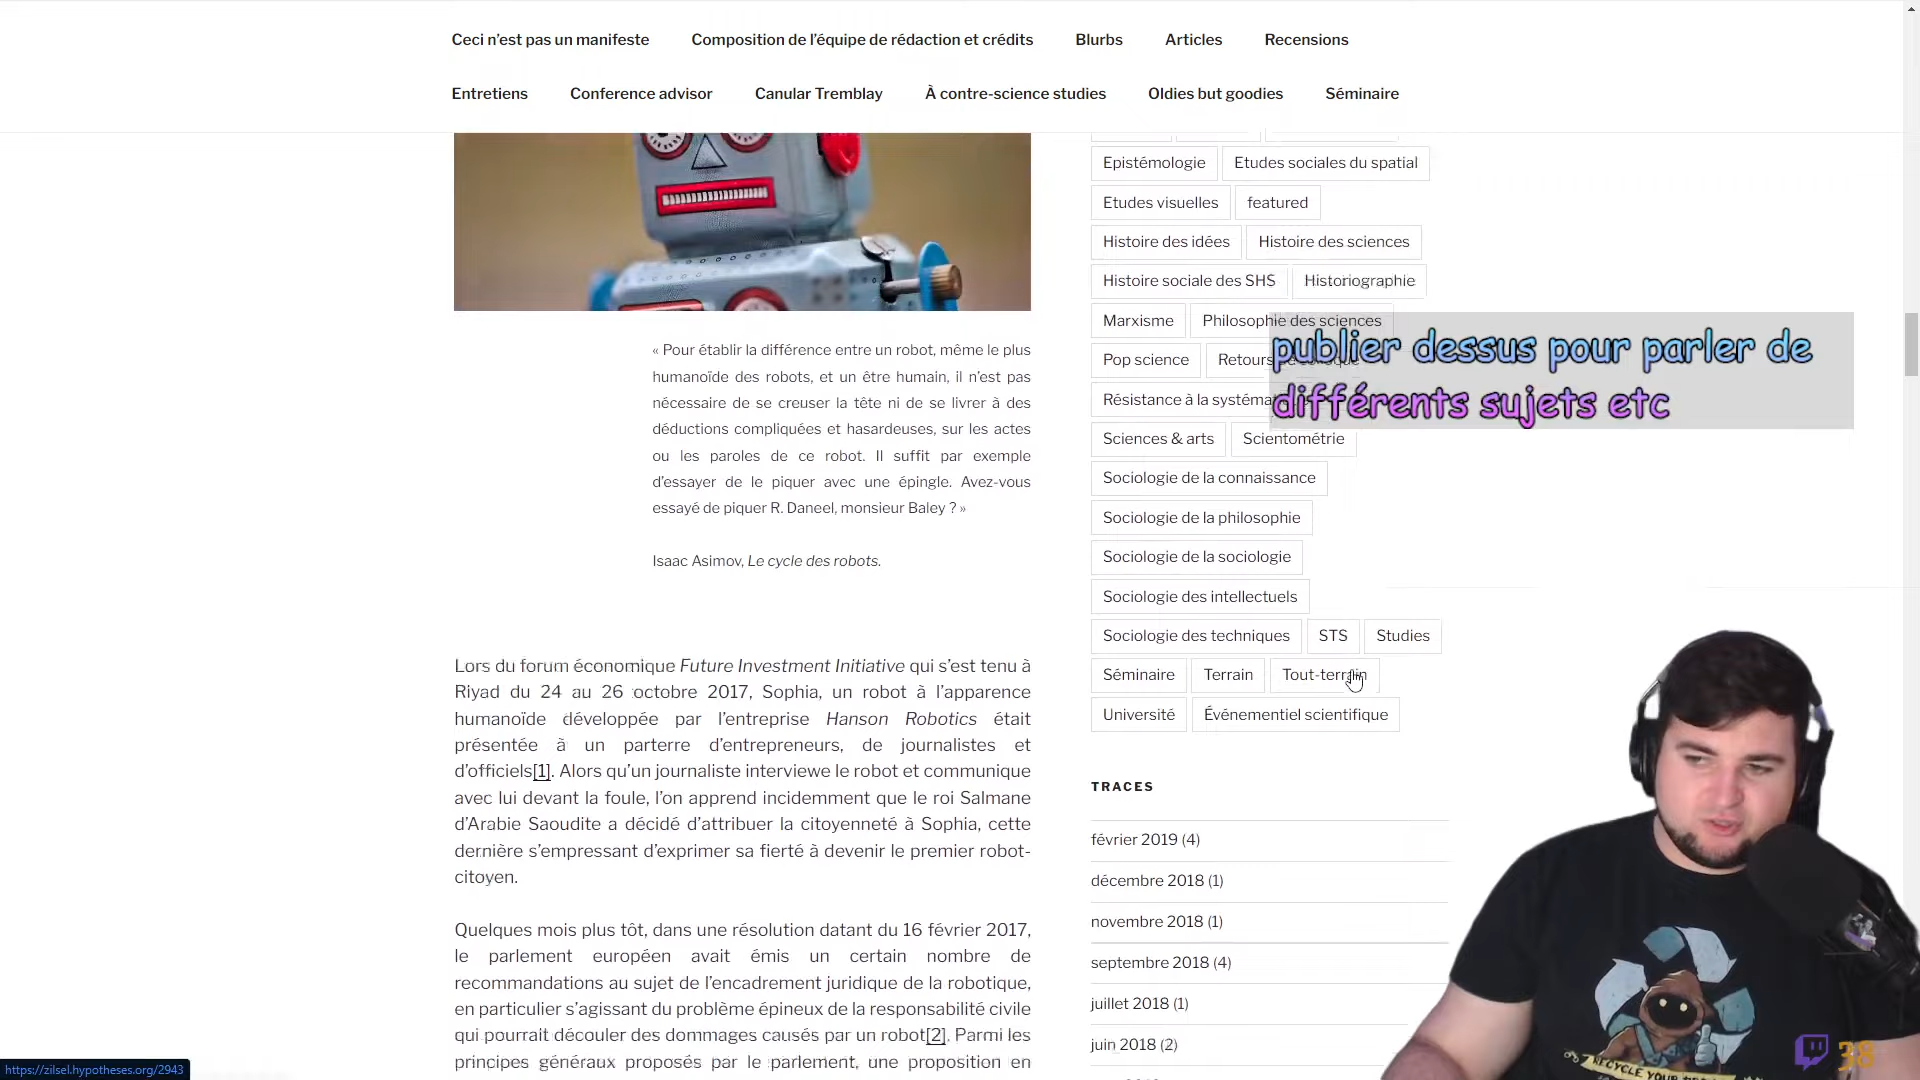 Ceci n’est pas un manifeste Composition de l’équipe de rédaction et crédits Blurbs Articles Recensions
Entretiens Conference advisor Canular Tremblay À contre-science studies Oldies but goodies Séminaire
« Pour établir la différence entre un robot, même le plus
humanoïde des robots, et un être humain, il n’est pas
nécessaire de se creuser la tête ni de se livrer à des
déductions compliquées et hasardeuses, sur les actes
ou les paroles de ce robot. Il suffit par exemple
d’essayer de le piquer avec une épingle. Avez-vous
essayé de piquer R. Daneel, monsieur Baley ? »
Isaac Asimov, Le cycle des robots.
Lors du forum économique Future Investment Initiative qui s’est tenu à
Riyad du 24 au 26 octobre 2017, Sophia, un robot à l’apparence
humanoïde développée par l’entreprise Hanson Robotics était
présentée à un parterre d’entrepreneurs, de journalistes et
d’officiels[1]. Alors qu’un journaliste interviewe le robot et communique
avec lui devant la foule, l’on apprend incidemment que le roi Salmane
d’Arabie Saoudite a décidé d’attribuer la citoyenneté à Sophia, cette
dernière s’empressant d’exprimer sa fierté à devenir le premier robot-
citoyen.
Quelques mois plus tôt, dans une résolution datant du 16 février 2017,
le parlement européen avait émis un certain nombre de
recommandations au sujet de l’encadrement juridique de la robotique,
en particulier s’agissant du problème épineux de la responsabilité civile
qui pourrait découler des dommages causés par un robot[2]. Parmi les
principes généraux proposés par le parlement, une proposition en
Epistémologie Etudes sociales du spatial
Etudes visuelles featured
Histoire des idées Histoire des sciences
Histoire sociale des SHS Historiographie
Marxisme Philosophie des sciences
Pop science Retours
Résistance à la
Sciences & arts Scientométrie
Sociologie de la connaissance
Sociologie de la philosophie
Sociologie de la sociologie
Sociologie des intellectuels
Sociologie des techniques STS Studies
Séminaire Terrain Tout-terrain
Université Événementiel scientifique
TRACES
février 2019 (4)
décembre 2018 (1)
novembre 2018 (1)
septembre 2018 (4)
juillet 2018 (1)
juin 2018 (2)
publier dessus pour parler de
différents sujets etc
RECYCLE YOUR
38
https://zilsel.hypotheses.org/2943